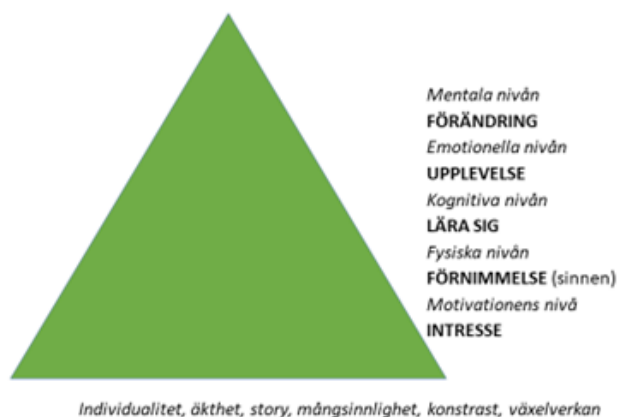 Mentala nivån
FÖRÄNDRING
Emotionella nivån
UPPLEVELSE
Kognitiva nivån
LÄRA SIG
Fysiska nivån
FÖRNIMMELSE (sinnen)
Motivationens nivå
INTRESSE
Individualitet, äkthet, story, mångsinnlighet, konstrast, växelverkan